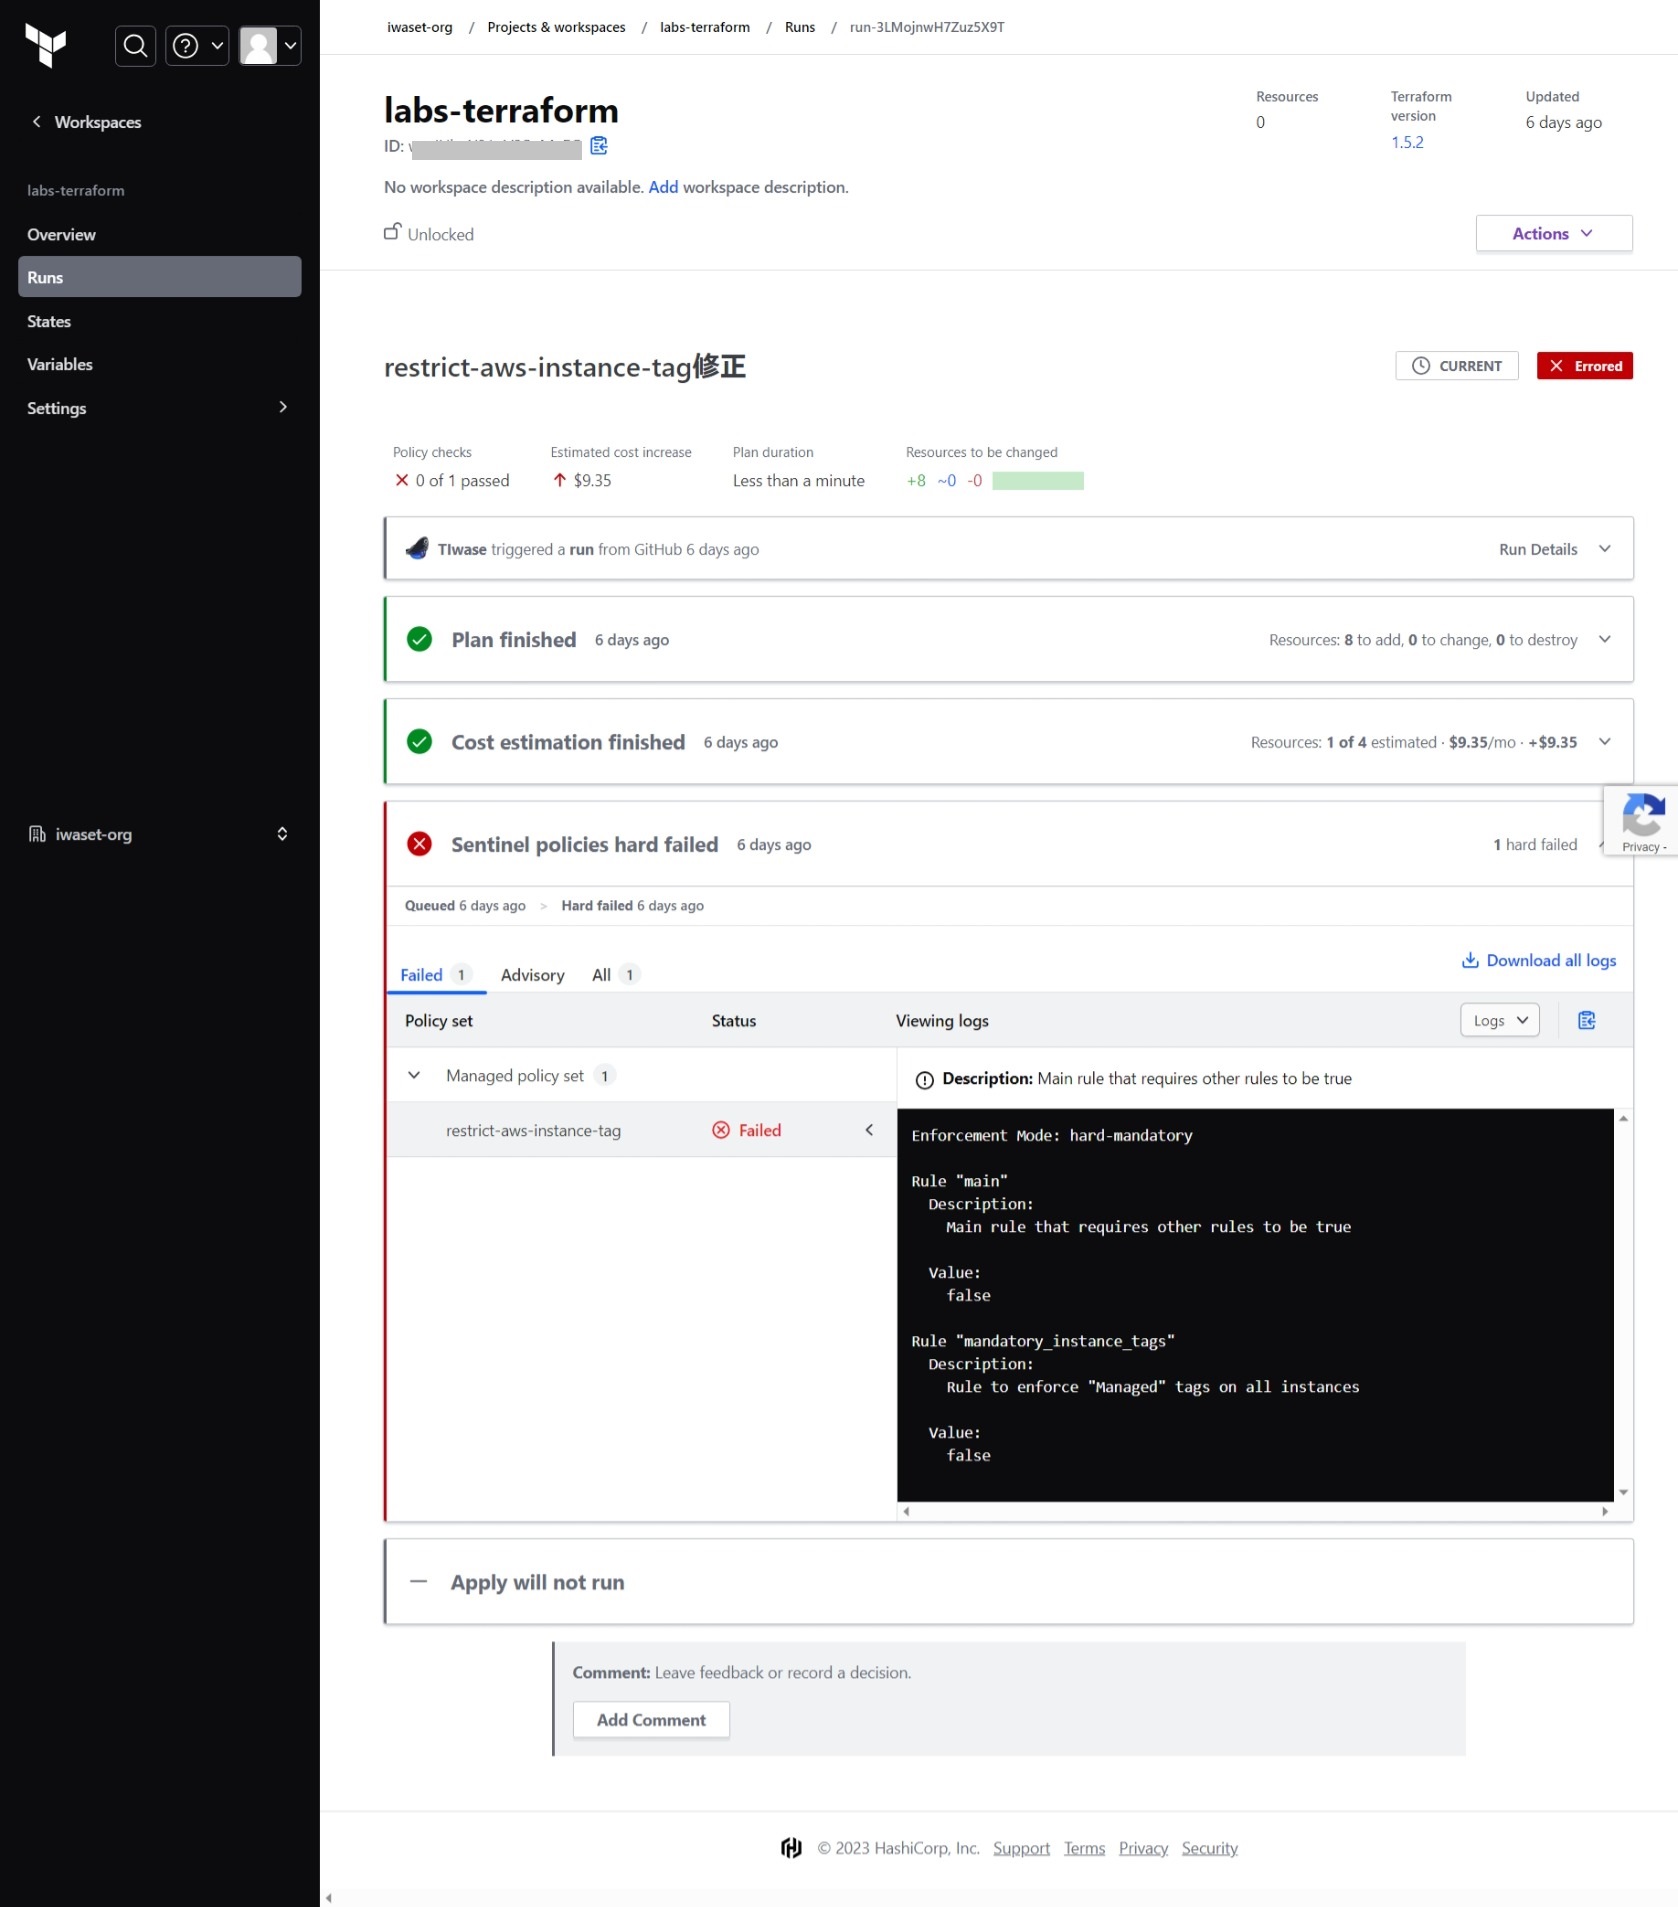 iwaset-org / Projects & workspaces / labs-terraform / Runs / run-3LMojnwH7Zuz5X9T
Workspaces
labs-terraform
Overview
Runs
States
Variables
Settings
iwaset-org
labs-terraform
ID:
No workspace description available. Add workspace description.
Unlocked
Resources
0
Terraform
version
1.5.2
Updated
6 days ago
Actions
restrict-aws-instance-tag修正
CURRENT
Errored
Policy checks
0 of 1 passed
Estimated cost increase
$9.35
Plan duration
Less than a minute
Resources to be changed
+8 ~0 -0
TIwase triggered a run from GitHub 6 days ago
Run Details
Plan finished 6 days ago
Resources: 8 to add, 0 to change, 0 to destroy
Cost estimation finished 6 days ago
Resources: 1 of 4 estimated · $9.35/mo · +$9.35
Sentinel policies hard failed 6 days ago
1 hard failed
Privacy -
Queued 6 days ago > Hard failed 6 days ago
Failed 1 Advisory All 1
Download all logs
Policy set Status Viewing logs
Logs
Managed policy set 1
restrict-aws-instance-tag Failed
Description: Main rule that requires other rules to be true
Enforcement Mode: hard-mandatory
Rule "main"
Description:
Main rule that requires other rules to be true
Value:
false
Rule "mandatory_instance_tags"
Description:
Rule to enforce "Managed" tags on all instances
Value:
false
Apply will not run
Comment: Leave feedback or record a decision.
Add Comment
© 2023 HashiCorp, Inc. Support Terms Privacy Security